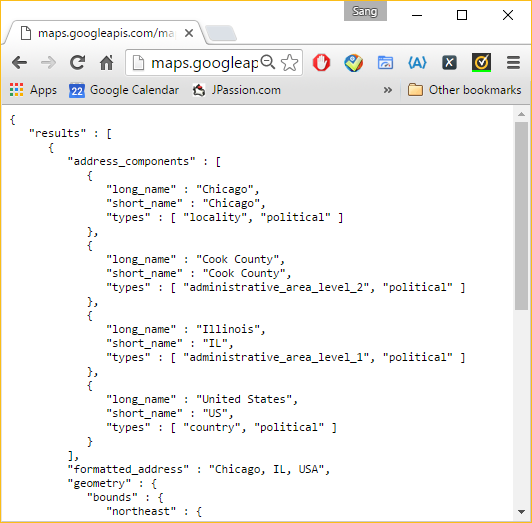 Sang
maps.googleapis.com/ma
maps.googleap
Apps 22 Google Calendar JPassion.com » Other bookmarks
{
   "results" : [
      {
         "address_components" : [
            {
               "long_name" : "Chicago",
               "short_name" : "Chicago",
               "types" : [ "locality", "political" ]
            },
            {
               "long_name" : "Cook County",
               "short_name" : "Cook County",
               "types" : [ "administrative_area_level_2", "political" ]
            },
            {
               "long_name" : "Illinois",
               "short_name" : "IL",
               "types" : [ "administrative_area_level_1", "political" ]
            },
            {
               "long_name" : "United States",
               "short_name" : "US",
               "types" : [ "country", "political" ]
            }
         ],
         "formatted_address" : "Chicago, IL, USA",
         "geometry" : {
            "bounds" : {
               "northeast" : {